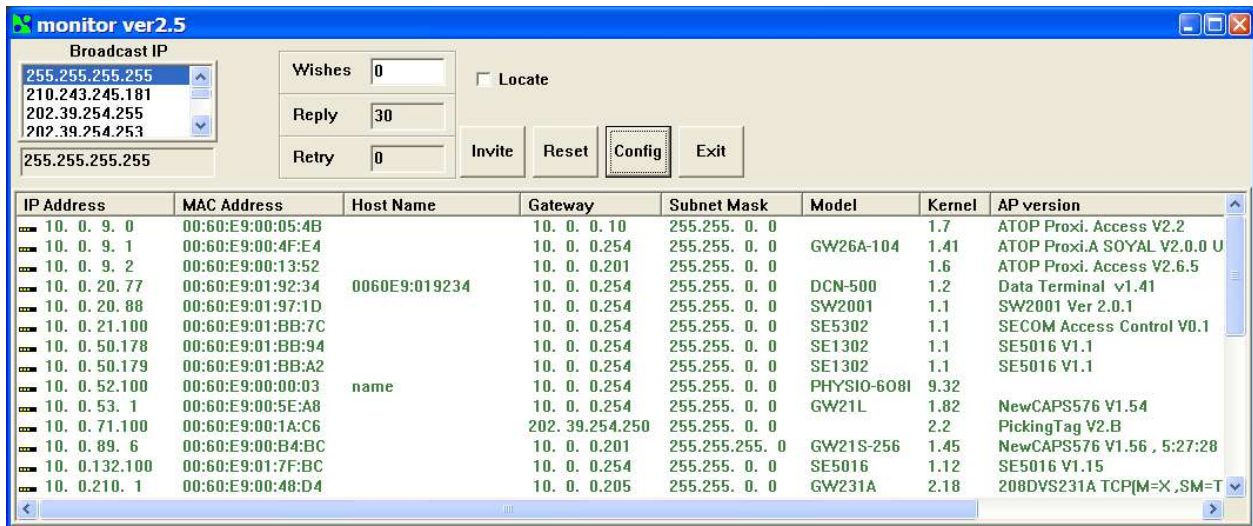 monitor ver2.5
Broadcast IP
255.255.255.255
210.243.245.181
202.39.254.255
202.39.254.253
255.255.255.255
Wishes 0
Reply 30
Retry 0
Locate
Invite Reset Config Exit
IP Address MAC Address Host Name Gateway Subnet Mask Model Kernel AP version
10. 0. 9. 0 00:60:E9:00:05:4B 10. 0. 0. 10 255.255. 0. 0 1.7 ATOP Proxi. Access V2.2
10. 0. 9. 1 00:60:E9:00:4F:E4 10. 0. 0.254 255.255. 0. 0 GW26A-104 1.41 ATOP Proxi.A SOYAL V2.0.0 U
10. 0. 9. 2 00:60:E9:00:13:52 10. 0. 0.201 255.255. 0. 0 1.6 ATOP Proxi. Access V2.6.5
10. 0. 20. 77 00:60:E9:01:92:34 0060E9:019234 10. 0. 0.254 255.255. 0. 0 DCN-500 1.2 Data Terminal v1.41
10. 0. 20. 88 00:60:E9:01:97:1D 10. 0. 0.254 255.255. 0. 0 SW2001 1.1 SW2001 Ver 2.0.1
10. 0. 21.100 00:60:E9:01:BB:7C 10. 0. 0.254 255.255. 0. 0 SE5302 1.1 SECOM Access Control V0.1
10. 0. 50.178 00:60:E9:01:BB:94 10. 0. 0.254 255.255. 0. 0 SE1302 1.1 SE5016 V1.1
10. 0. 50.179 00:60:E9:01:BB:A2 10. 0. 0.254 255.255. 0. 0 SE1302 1.1 SE5016 V1.1
10. 0. 52.100 00:60:E9:00:00:03 name 10. 0. 0.254 255.255. 0. 0 PHYSIO-6O8I 9.32
10. 0. 53. 1 00:60:E9:00:5E:A8 10. 0. 0.254 255.255. 0. 0 GW21L 1.82 NewCAPS576 V1.54
10. 0. 71.100 00:60:E9:00:1A:C6 202. 39.254.250 255.255. 0. 0 2.2 PickingTag V2.B
10. 0. 89. 6 00:60:E9:00:B4:BC 10. 0. 0.201 255.255.255. 0 GW21S-256 1.45 NewCAPS576 V1.56 , 5:27:28
10. 0.132.100 00:60:E9:01:7F:BC 10. 0. 0.254 255.255. 0. 0 SE5016 1.12 SE5016 V1.15
10. 0.210. 1 00:60:E9:00:48:D4 10. 0. 0.205 255.255. 0. 0 GW231A 2.18 208DVS231A TCP(M=X ,SM=T